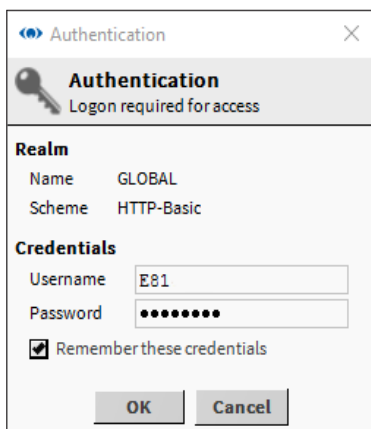 Authentication
Authentication
Logon required for access
Realm
Name GLOBAL
Scheme HTTP-Basic
Credentials
Username E81
Password ●●●●●●●●
Remember these credentials
OK Cancel